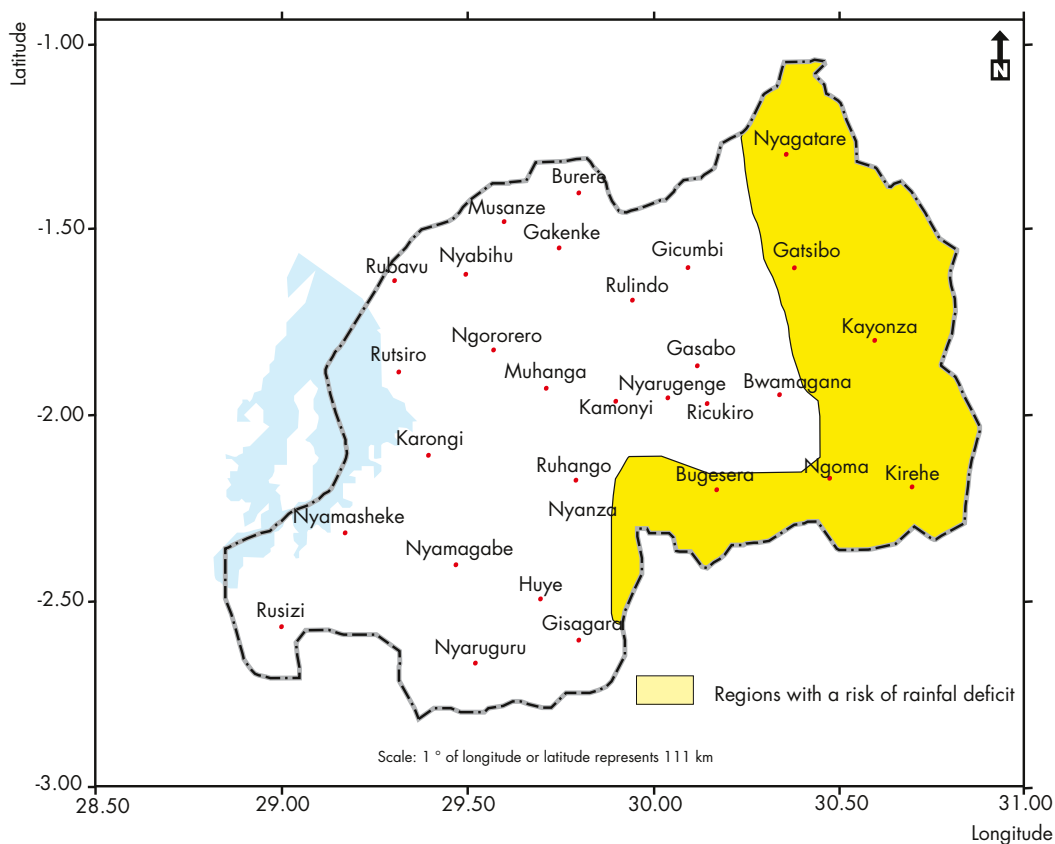 Latitude
-1.00
-1.50
-2.00
-2.50
-3.00
N
Nyagatare
Burere
Musanze
Gakenke
Gicumbi
Gatsibo
Rubavu
Nyabihu
Rulindo
Kayonza
Ngororero
Rutsiro
Gasabo
Muhanga
Nyarugenge
Bwamagana
Kamonyi
Ricukiro
Karongi
Ruhango
Bugesera
Ngoma
Kirehe
Nyanza
Nyamasheke
Nyamagabe
Huye
Rusizi
Gisagara
Nyaruguru
Regions with a risk of rainfal deficit
Scale: 1 ° of longitude or latitude represents 111 km
28.50 29.00 29.50 30.00 30.50 31.00
Longitude